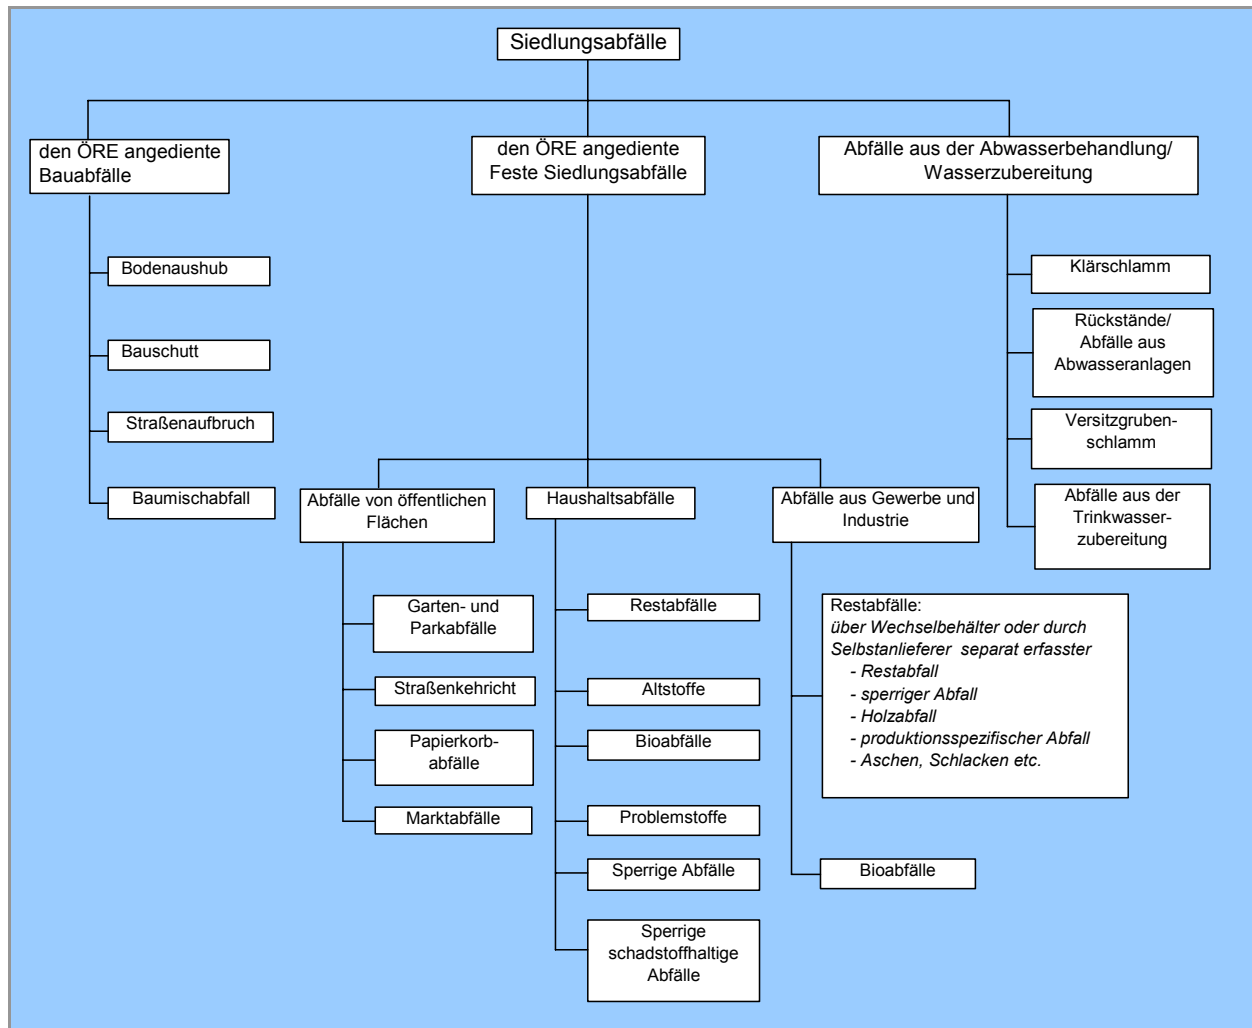 Siedlungsabfälle
den ÖRE angediente
Bauabfälle
Bodenaushub
Bauschutt
Straßenaufbruch
Baumischabfall
den ÖRE angediente
Feste Siedlungsabfälle
Abfälle von öffentlichen
Flächen
Garten- und
Parkabfälle
Straßenkehricht
Papierkorb-
abfälle
Marktabfälle
Haushaltsabfälle
Restabfälle
Altstoffe
Bioabfälle
Problemstoffe
Sperrige Abfälle
Sperrige
schadstoffhaltige
Abfälle
Abfälle aus Gewerbe und
Industrie
Restabfälle:
über Wechselbehälter oder durch
Selbstanlieferer separat erfasster
- Restabfall
- sperriger Abfall
- Holzabfall
- produktionsspezifischer Abfall
- Aschen, Schlacken etc.
Bioabfälle
Abfälle aus der Abwasserbehandlung/
Wasserzubereitung
Klärschlamm
Rückstände/
Abfälle aus
Abwasseranlagen
Versitzgruben-
schlamm
Abfälle aus der
Trinkwasser-
zubereitung